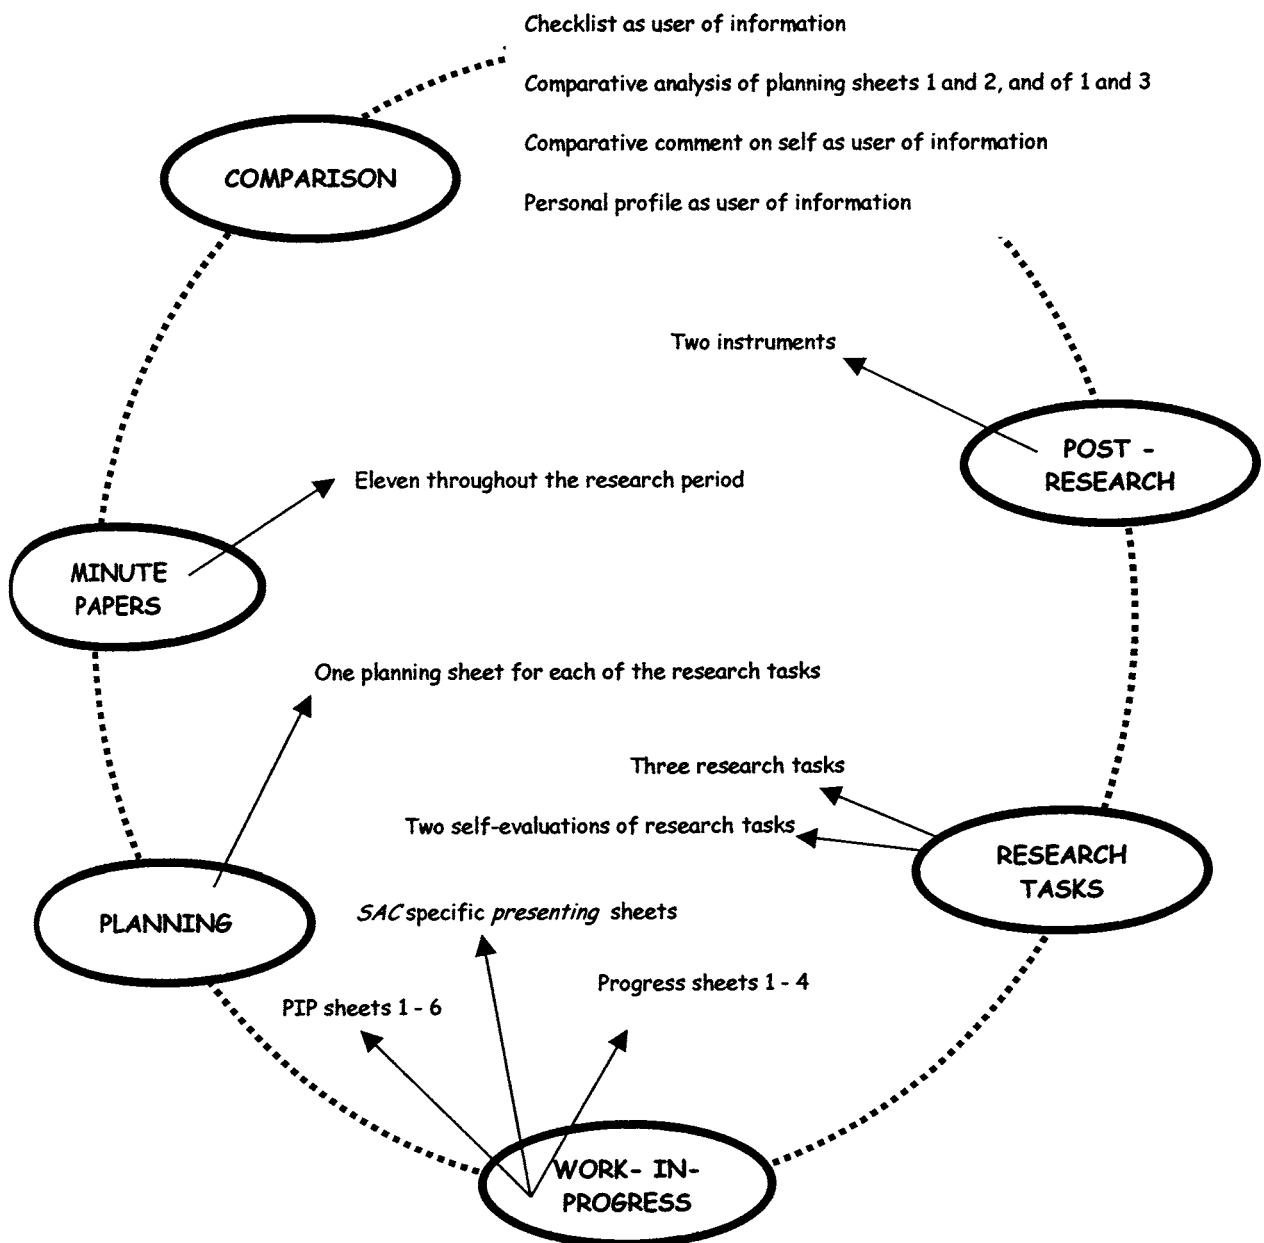 Checklist as user of information
Comparative analysis of planning sheets 1 and 2, and of 1 and 3
COMPARISON
Comparative comment on self as user of information
Personal profile as user of information
Two instruments
POST -
RESEARCH
Eleven throughout the research period
MINUTE
PAPERS
One planning sheet for each of the research tasks
Three research tasks
Two self-evaluations of research tasks
RESEARCH
TASKS
PLANNING
SAC specific presenting sheets
Progress sheets 1 - 4
PIP sheets 1 - 6
WORK- IN-
PROGRESS